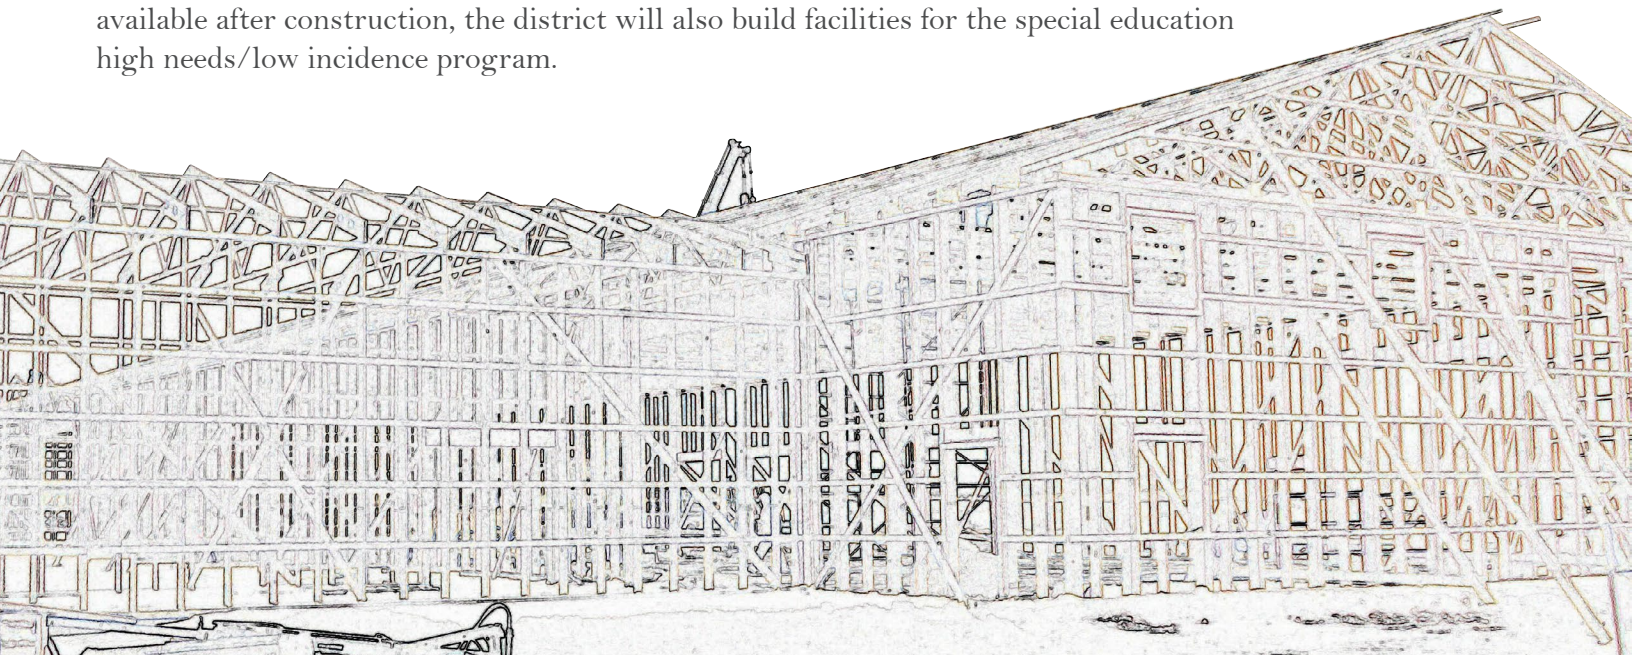 available after construction, the district will also build facilities for the special education
high needs/low incidence program.